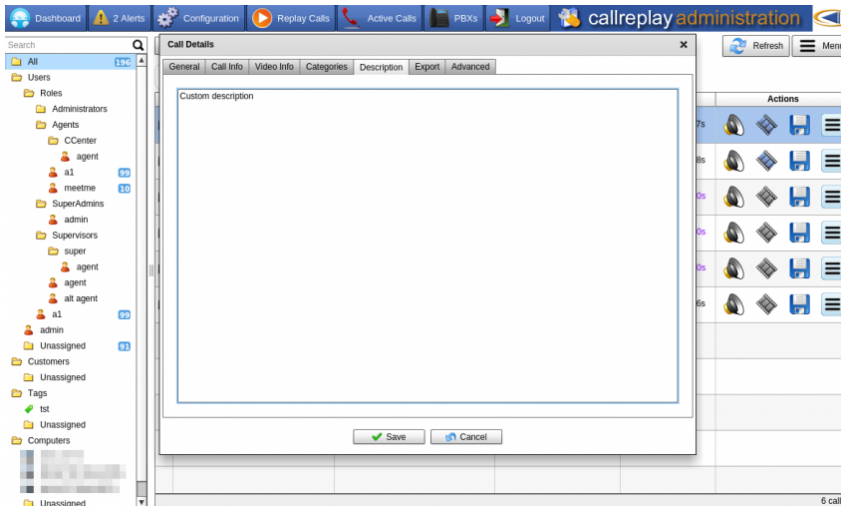 Dashboard 2 Alerts Configuration Replay Calls Active Calls PBXs Logout callreplay administration
Search
Call Details
Refresh
Menu
All 196
Users
Roles
Administrators
Agents
CCenter
agent
a1 99
meetme 10
SuperAdmins
admin
Supervisors
super
agent
agent
alt agent
a1 99
admin
Unassigned 91
Customers
Unassigned
Tags
tst
Unassigned
Computers
Unassigned
General Call Info Video Info Categories Description Export Advanced
Custom description
Save Cancel
Actions
7s
8s
0s
0s
0s
6s
6 call